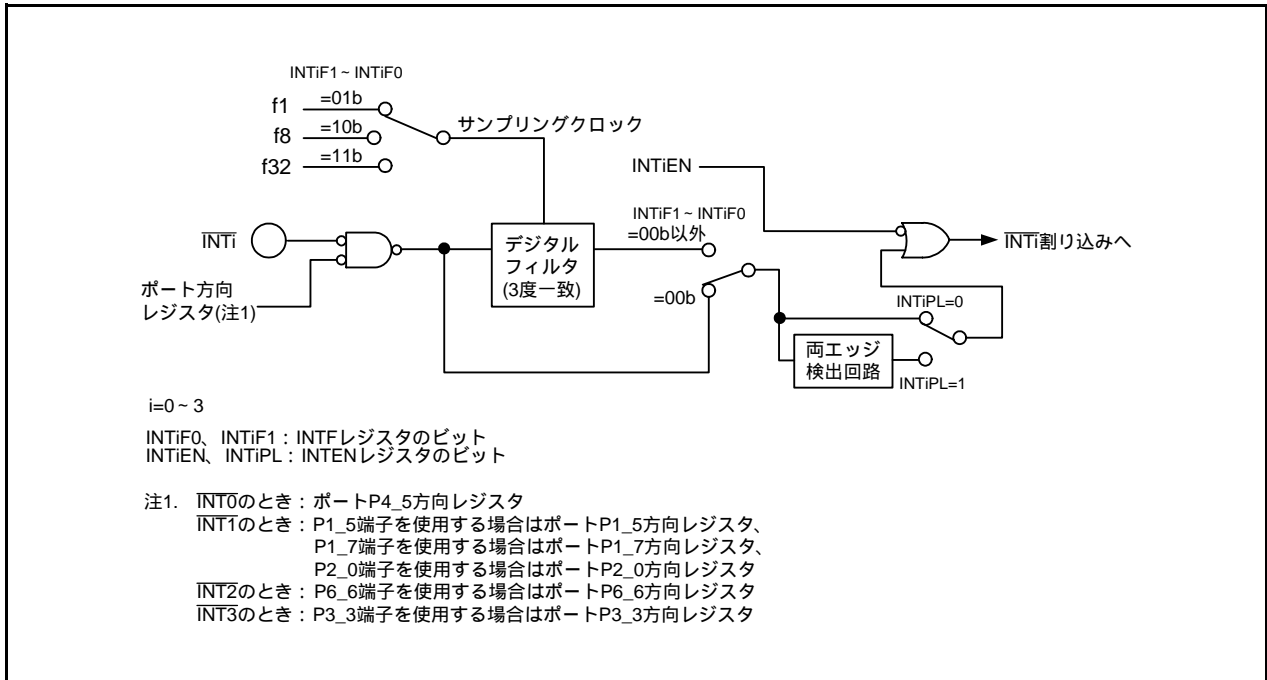 INTiF1~INTiF0
f1 =01b
f8 =10b
f32 =11b
サンプリングクロック
INTiEN
INTi
ポート方向
レジスタ(注1)
デジタル
フィルタ
(3度一致)
INTiF1~INTiF0
=00b以外
=00b
INTi割り込みへ
INTiPL=0
両エッジ
検出回路
INTiPL=1
i=0~3
INTiF0、INTiF1:INTFレジスタのビット
INTiEN、INTiPL:INTENレジスタのビット
注1. INT0のとき:ポートP4_5方向レジスタ
INT1のとき:P1_5端子を使用する場合はポートP1_5方向レジスタ、
P1_7端子を使用する場合はポートP1_7方向レジスタ、
P2_0端子を使用する場合はポートP2_0方向レジスタ
INT2のとき:P6_6端子を使用する場合はポートP6_6方向レジスタ
INT3のとき:P3_3端子を使用する場合はポートP3_3方向レジスタ